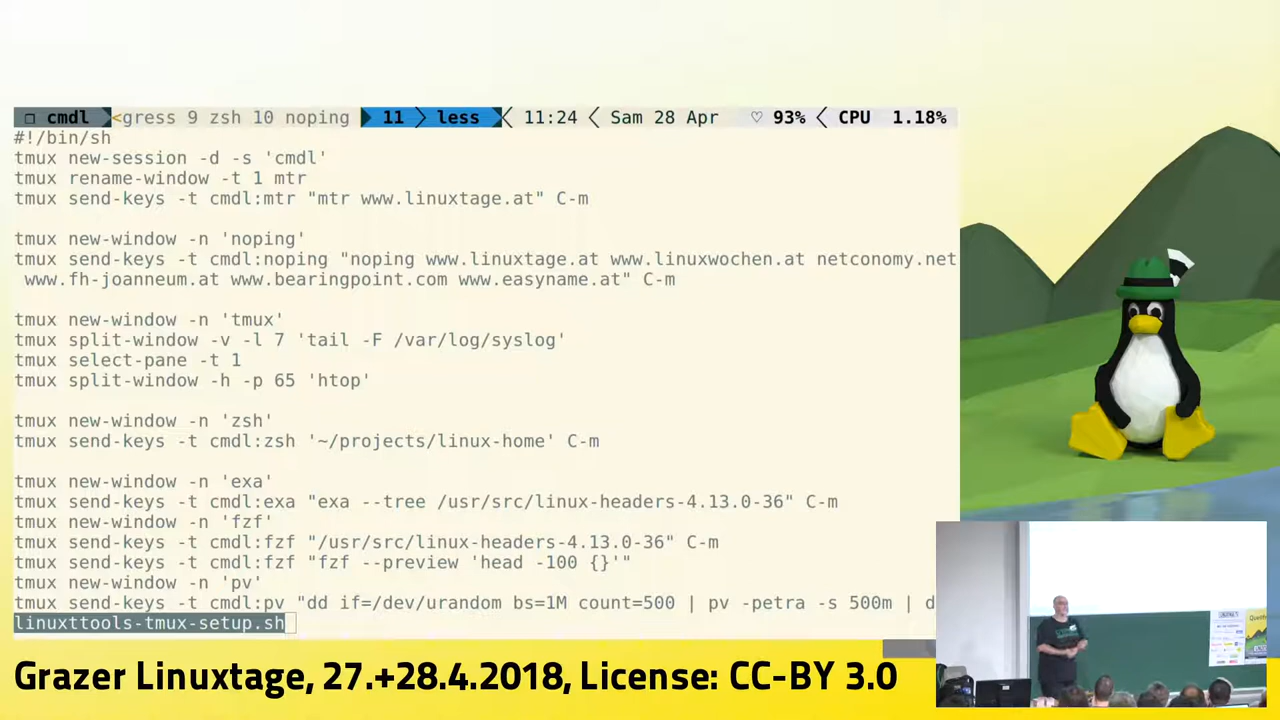 ❐ cmdl <gress 9 zsh 10 noping 11 less 11:24 Sam 28 Apr ♡ 93% CPU 1.18%
#!/bin/sh
tmux new-session -d -s 'cmdl'
tmux rename-window -t 1 mtr
tmux send-keys -t cmdl:mtr "mtr www.linuxtage.at" C-m
tmux new-window -n 'noping'
tmux send-keys -t cmdl:noping "noping www.linuxtage.at www.linuxwochen.at netconomy.net
www.fh-joanneum.at www.bearingpoint.com www.easyname.at" C-m
tmux new-window -n 'tmux'
tmux split-window -v -l 7 'tail -F /var/log/syslog'
tmux select-pane -t 1
tmux split-window -h -p 65 'htop'
tmux new-window -n 'zsh'
tmux send-keys -t cmdl:zsh '~/projects/linux-home' C-m
tmux new-window -n 'exa'
tmux send-keys -t cmdl:exa "exa --tree /usr/src/linux-headers-4.13.0-36" C-m
tmux new-window -n 'fzf'
tmux send-keys -t cmdl:fzf "/usr/src/linux-headers-4.13.0-36" C-m
tmux send-keys -t cmdl:fzf "fzf --preview 'head -100 {}'"
tmux new-window -n 'pv'
tmux send-keys -t cmdl:pv "dd if=/dev/urandom bs=1M count=500 | pv -petra -s 500m | d
linuxttools-tmux-setup.sh
Grazer Linuxtage, 27.+28.4.2018, License: CC-BY 3.0